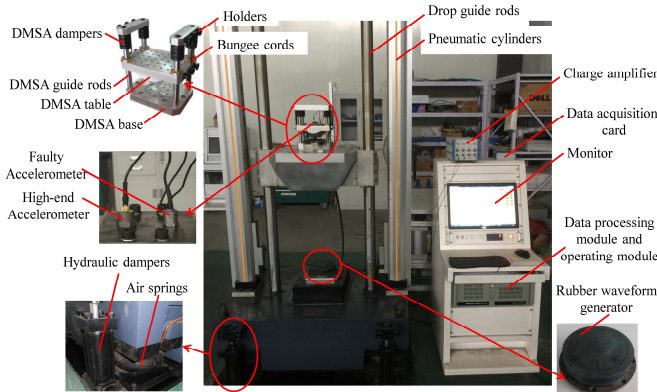 DMSA dampers
Holders
Bungee cords
DMSA guide rods
DMSA table
DMSA base
Faulty
Accelerometer
High-end
Accelerometer
Hydraulic dampers
Air springs
Drop guide rods
Pneumatic cylinders
Charge amplifier
DELL
Data acquisition
card
Monitor
Data processing
module and
operating module
Rubber waveform
generator